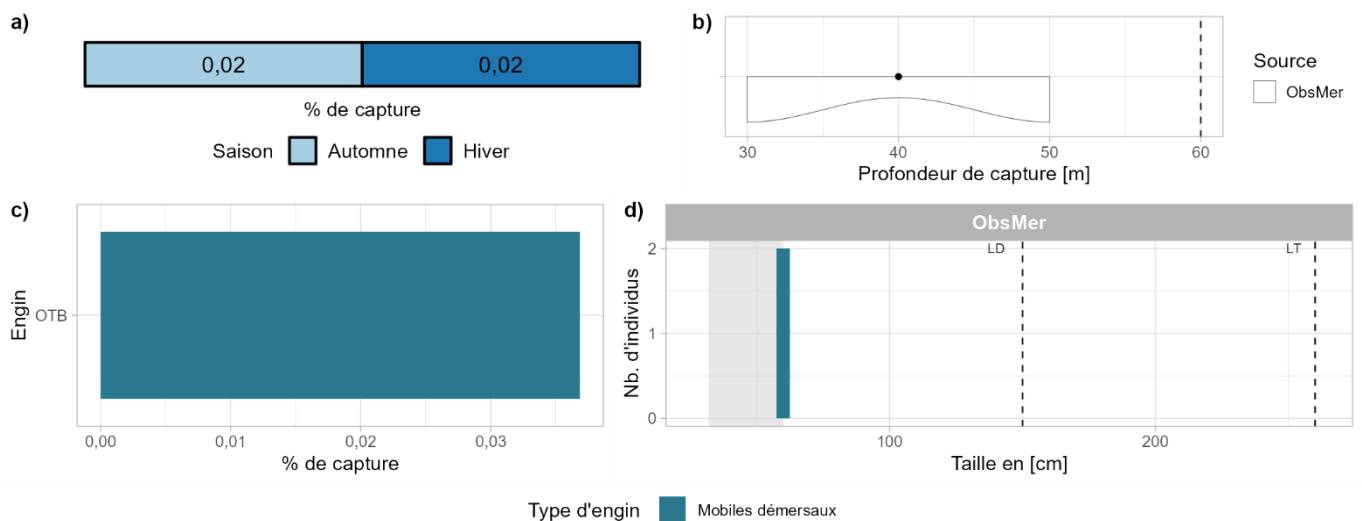 a)
0,02 0,02
% de capture
Saison Automne Hiver
b)
30 40 50 60
Profondeur de capture [m]
Source
ObsMer
c)
Engin
OTB
0,00 0,01 0,02 0,03
% de capture
d)
ObsMer
Nb. d'individus
2
1
0
LD LT
100 200
Taille en [cm]
Type d'engin Mobiles démersaux